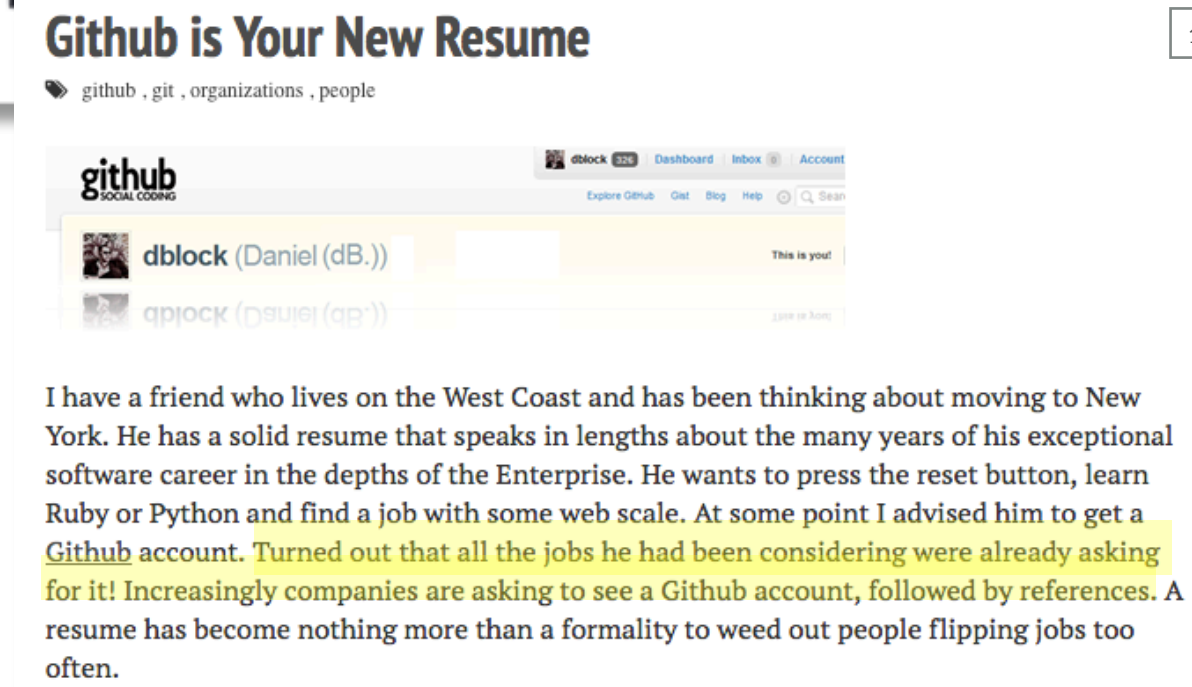 Github is Your New Resume
github , git , organizations , people
github
SOCIAL CODING
dblock 326 Dashboard Inbox 0 Account
Explore GitHub Gist Blog Help Sear
dblock (Daniel (dB.))
This is you!
I have a friend who lives on the West Coast and has been thinking about moving to New
York. He has a solid resume that speaks in lengths about the many years of his exceptional
software career in the depths of the Enterprise. He wants to press the reset button, learn
Ruby or Python and find a job with some web scale. At some point I advised him to get a
Github account. Turned out that all the jobs he had been considering were already asking
for it! Increasingly companies are asking to see a Github account, followed by references. A
resume has become nothing more than a formality to weed out people flipping jobs too
often.